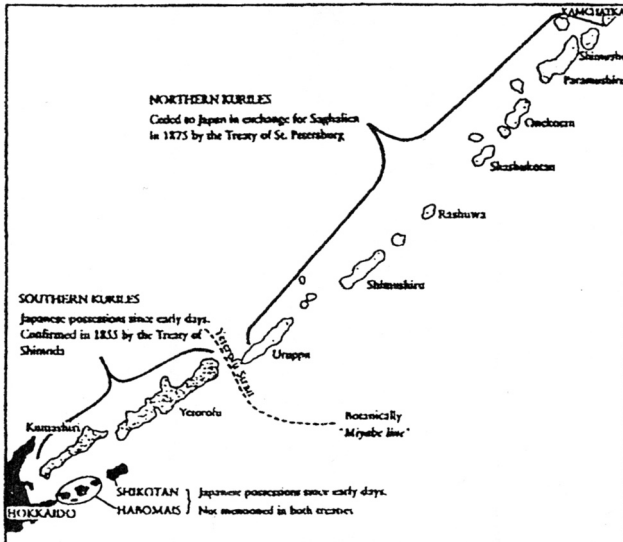 KAMCHATKA
Shimushu
Paramushiru
NORTHERN KURILES
Ceded to Japan in exchange for Saghalien
in 1875 by the Treaty of St. Petersburg
Onekotan
Shashukotan
Rashuwa
Shimushiru
SOUTHERN KURILES
Japanese possessions since early days.
Confirmed in 1855 by the Treaty of
Shimoda
Uruppu
Yetorofu
Botanically
"Miyabe line"
Kunashiri
SHIKOTAN } Japanese possessions since early days.
HABOMAIS } Not mentioned in both treaties
HOKKAIDO